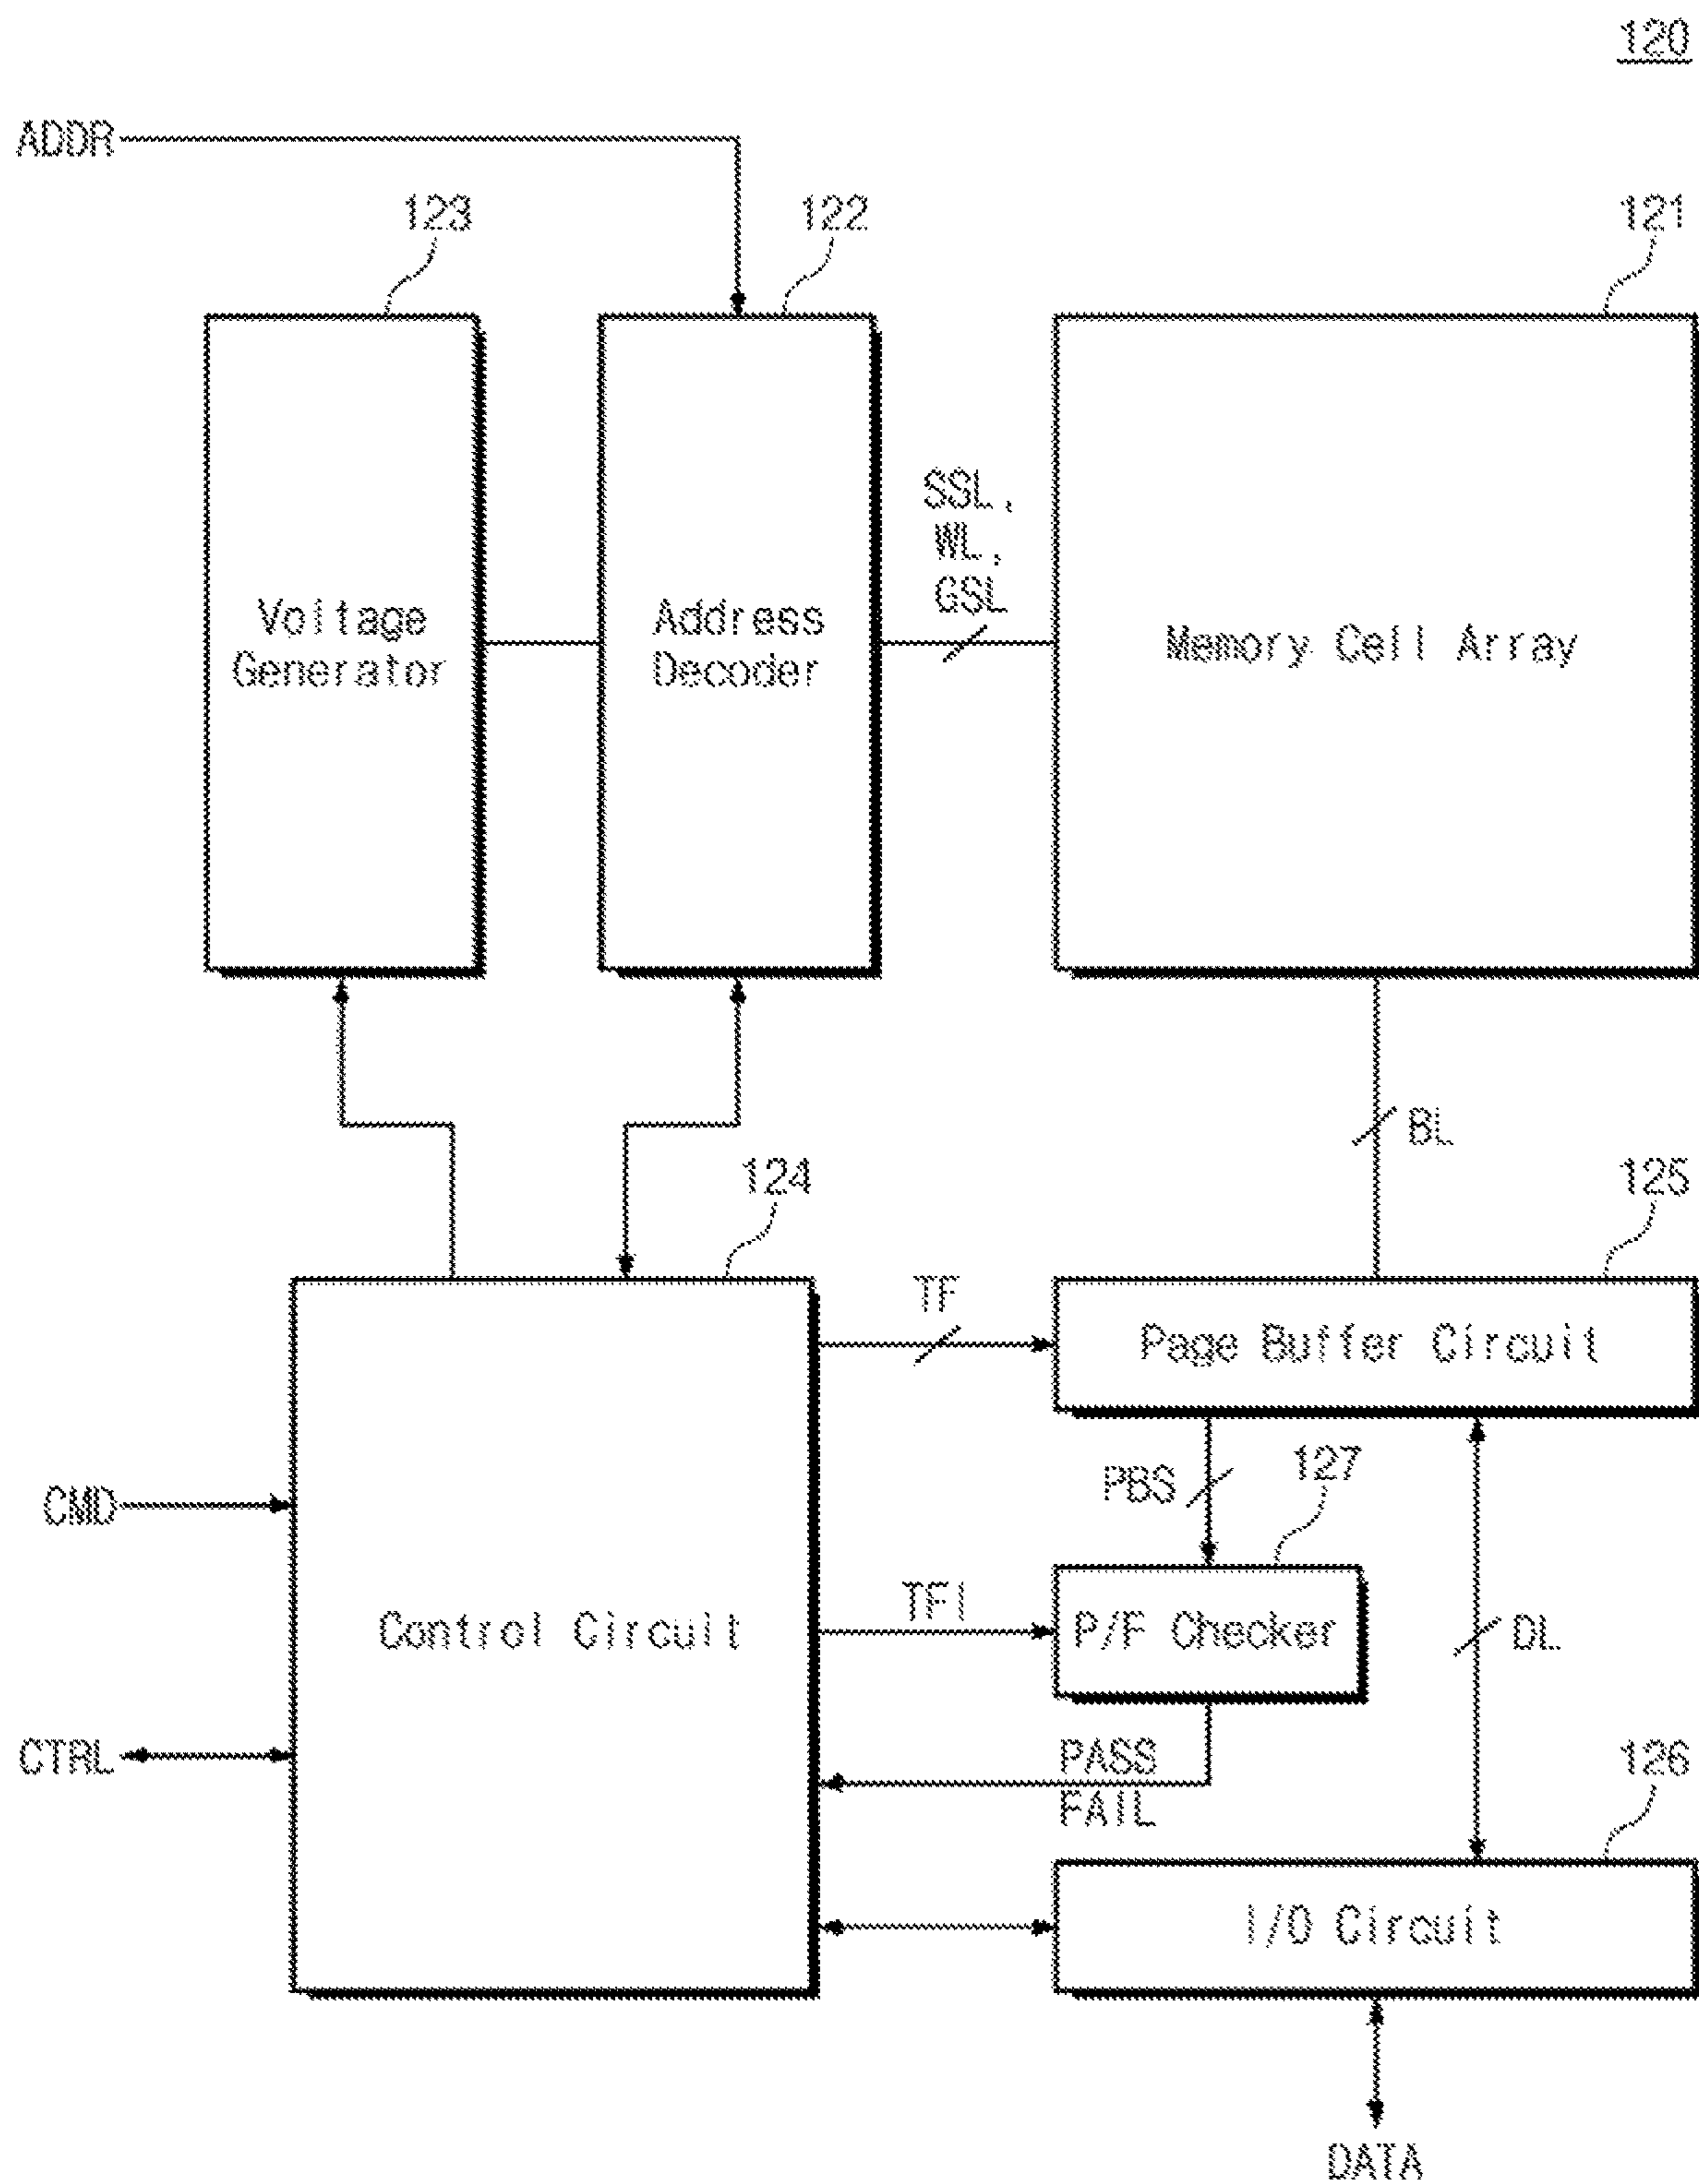 120
ADDR
123
122
121
SSL,
WL,
GSL
Voltage
Generator
Address
Decoder
Memory Cell Array
BL
124
125
TF
Page Buffer Circuit
CMD
PBS
127
TFI
Control Circuit
P/F Checker
DL
CTRL
PASS
FAIL
126
I/O Circuit
DATA